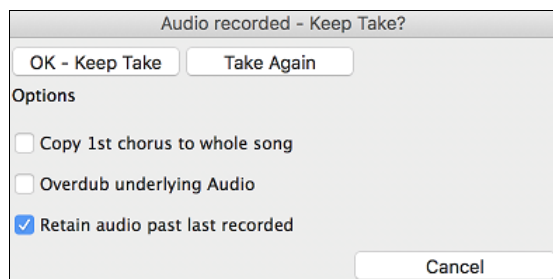 Audio recorded - Keep Take?
OK - Keep Take Take Again
Options
Copy 1st chorus to whole song
Overdub underlying Audio
Retain audio past last recorded
Cancel